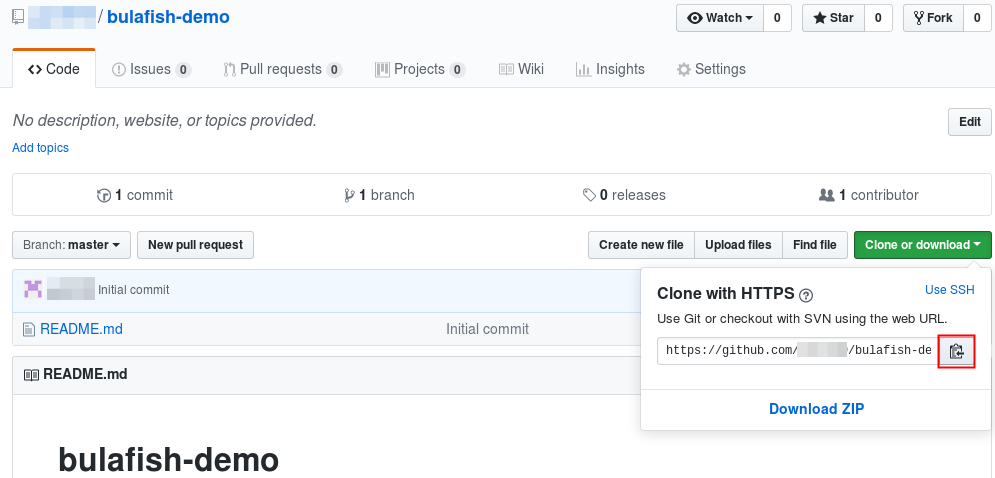 / bulafish-demo
Watch 0 Star 0 Fork 0
Code Issues 0 Pull requests 0 Projects 0 Wiki Insights Settings
No description, website, or topics provided.
Edit
Add topics
1 commit 1 branch 0 releases 1 contributor
Branch: master New pull request Create new file Upload files Find file Clone or download
Initial commit
README.md Initial commit
Clone with HTTPS ? Use SSH
Use Git or checkout with SVN using the web URL.
https://github.com/ /bulafish-de
Download ZIP
README.md
bulafish-demo